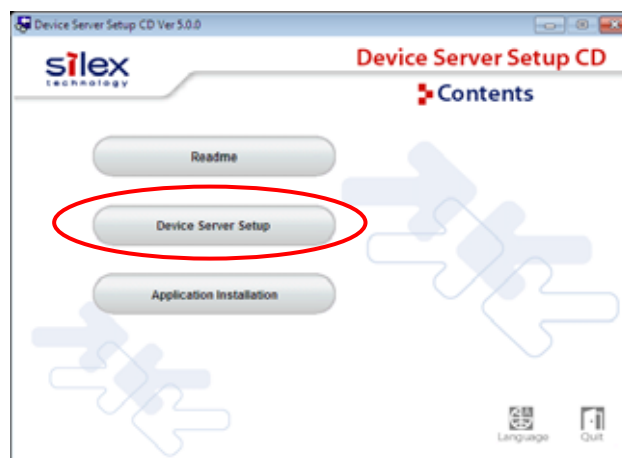 Device Server Setup CD Ver 5.0.0
silex
technology
Device Server Setup CD
Contents
Readme
Device Server Setup
Application Installation
Language
Quit